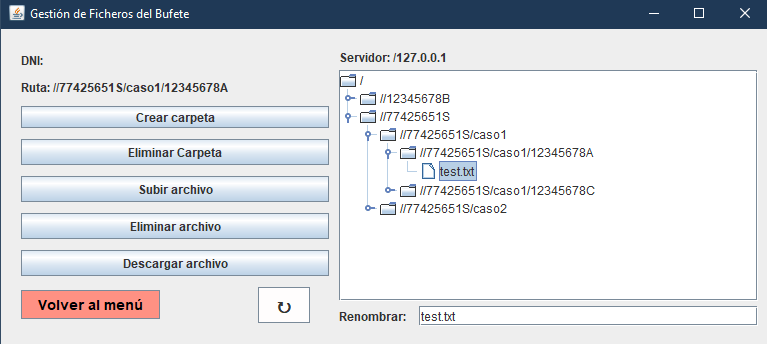 Gestión de Ficheros del Bufete
DNI:
Ruta: //77425651S/caso1/12345678A
Crear carpeta
Eliminar Carpeta
Subir archivo
Eliminar archivo
Descargar archivo
Volver al menú
↻
Servidor: /127.0.0.1
/
//12345678B
//77425651S
//77425651S/caso1
//77425651S/caso1/12345678A
test.txt
//77425651S/caso1/12345678C
//77425651S/caso2
Renombrar: test.txt